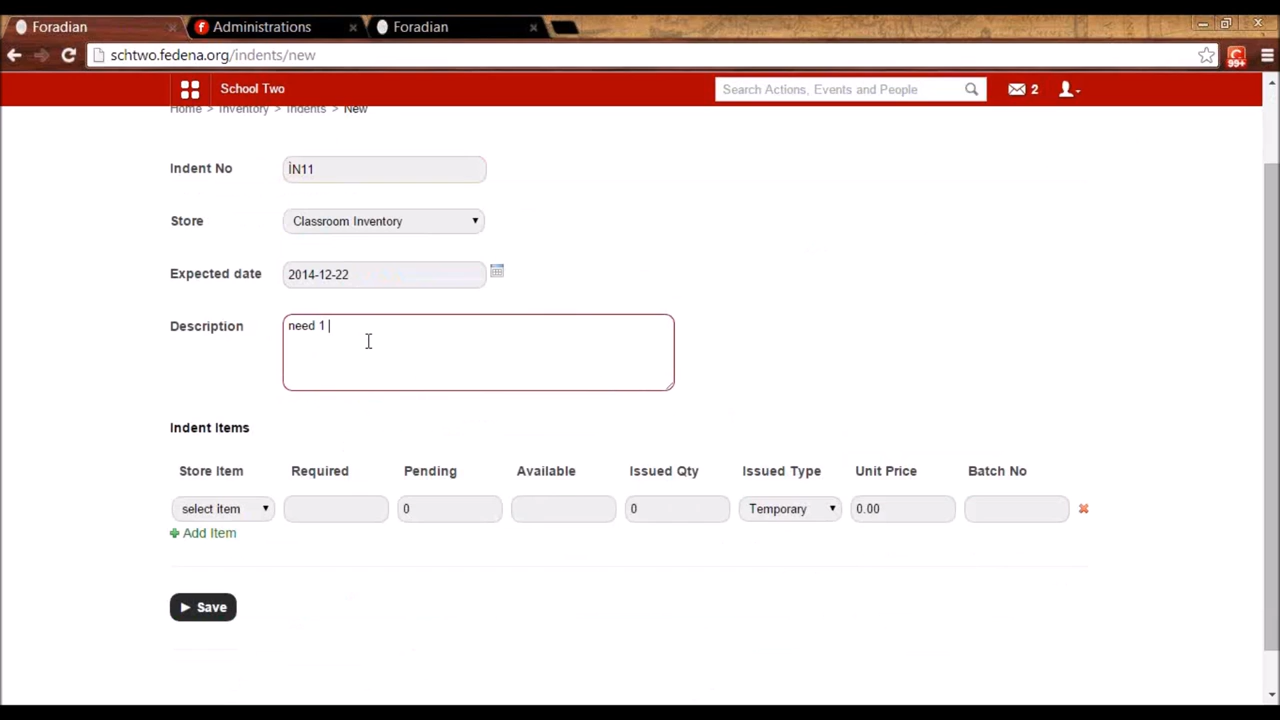 Foradian
Administrations
Foradian
schtwo.fedena.org/indents/new
99+
School Two
Search Actions, Events and People
2
Home > Inventory > Indents > New
Indent No
IN11
Store
Classroom Inventory
Expected date
2014-12-22
Description
need 1
Indent Items
Store Item Required Pending Available Issued Qty Issued Type Unit Price Batch No
select item 0 0 Temporary 0.00
Add Item
Save